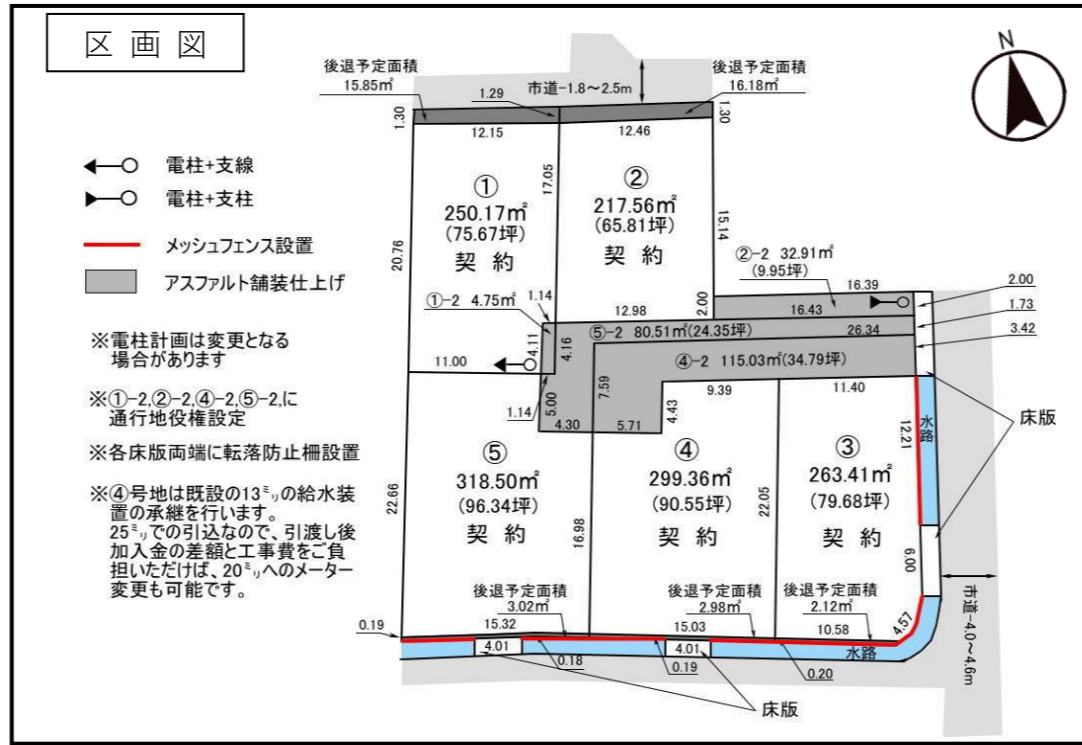 区画図
N
後退予定面積
15.85㎡
1.29
市道-1.8～2.5m
後退予定面積
16.18㎡
1.30
12.15
12.46
1.30
電柱+支線
電柱+支柱
メッシュフェンス設置
アスファルト舗装仕上げ
①
250.17㎡
(75.67坪)
契約
17.05
20.76
②
217.56㎡
(65.81坪)
契約
15.14
②-2 32.91㎡
(9.95坪)
16.39
2.00
1.73
3.42
①-2 4.75㎡
1.14
12.98
2.00
16.43
⑤-2 80.51㎡(24.35坪)
26.34
4.11
4.16
④-2 115.03㎡(34.79坪)
11.00
1.14
5.00
4.30
7.59
5.71
4.43
9.39
11.40
※電柱計画は変更となる
場合があります
※①-2,②-2,④-2,⑤-2,に
通行地役権設定
※各床版両端に転落防止柵設置
※④号地は既設の13㍉の給水装
置の承継を行います。
25㍉での引込なので、引渡し後
加入金の差額と工事費をご負
担いただけば、20㍉へのメーター
変更も可能です。
⑤
318.50㎡
(96.34坪)
契約
22.66
16.98
④
299.36㎡
(90.55坪)
契約
22.05
③
263.41㎡
(79.68坪)
契約
12.21
水路
床版
6.00
4.57
市道-4.0～4.6m
後退予定面積
3.02㎡
後退予定面積
2.98㎡
後退予定面積
2.12㎡
0.19
15.32
15.03
10.58
4.01
0.18
0.19
4.01
0.20
水路
床版